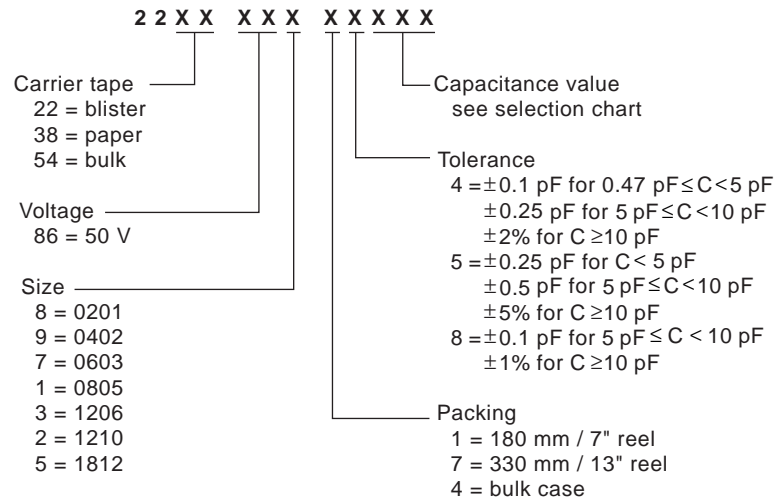 2 2 X X X X X X X X X X
Carrier tape
22 = blister
38 = paper
54 = bulk
Voltage
86 = 50 V
Size
8 = 0201
9 = 0402
7 = 0603
1 = 0805
3 = 1206
2 = 1210
5 = 1812
Capacitance value
see selection chart
Tolerance
4 =±0.1 pF for 0.47 pF≤C<5 pF
±0.25 pF for 5 pF≤C<10 pF
±2% for C ≥10 pF
5 =±0.25 pF for C< 5 pF
±0.5 pF for 5 pF≤C<10 pF
±5% for C ≥10 pF
8 =±0.1 pF for 5 pF≤ C < 10 pF
±1% for C ≥10 pF
Packing
1 = 180 mm / 7" reel
7 = 330 mm / 13" reel
4 = bulk case